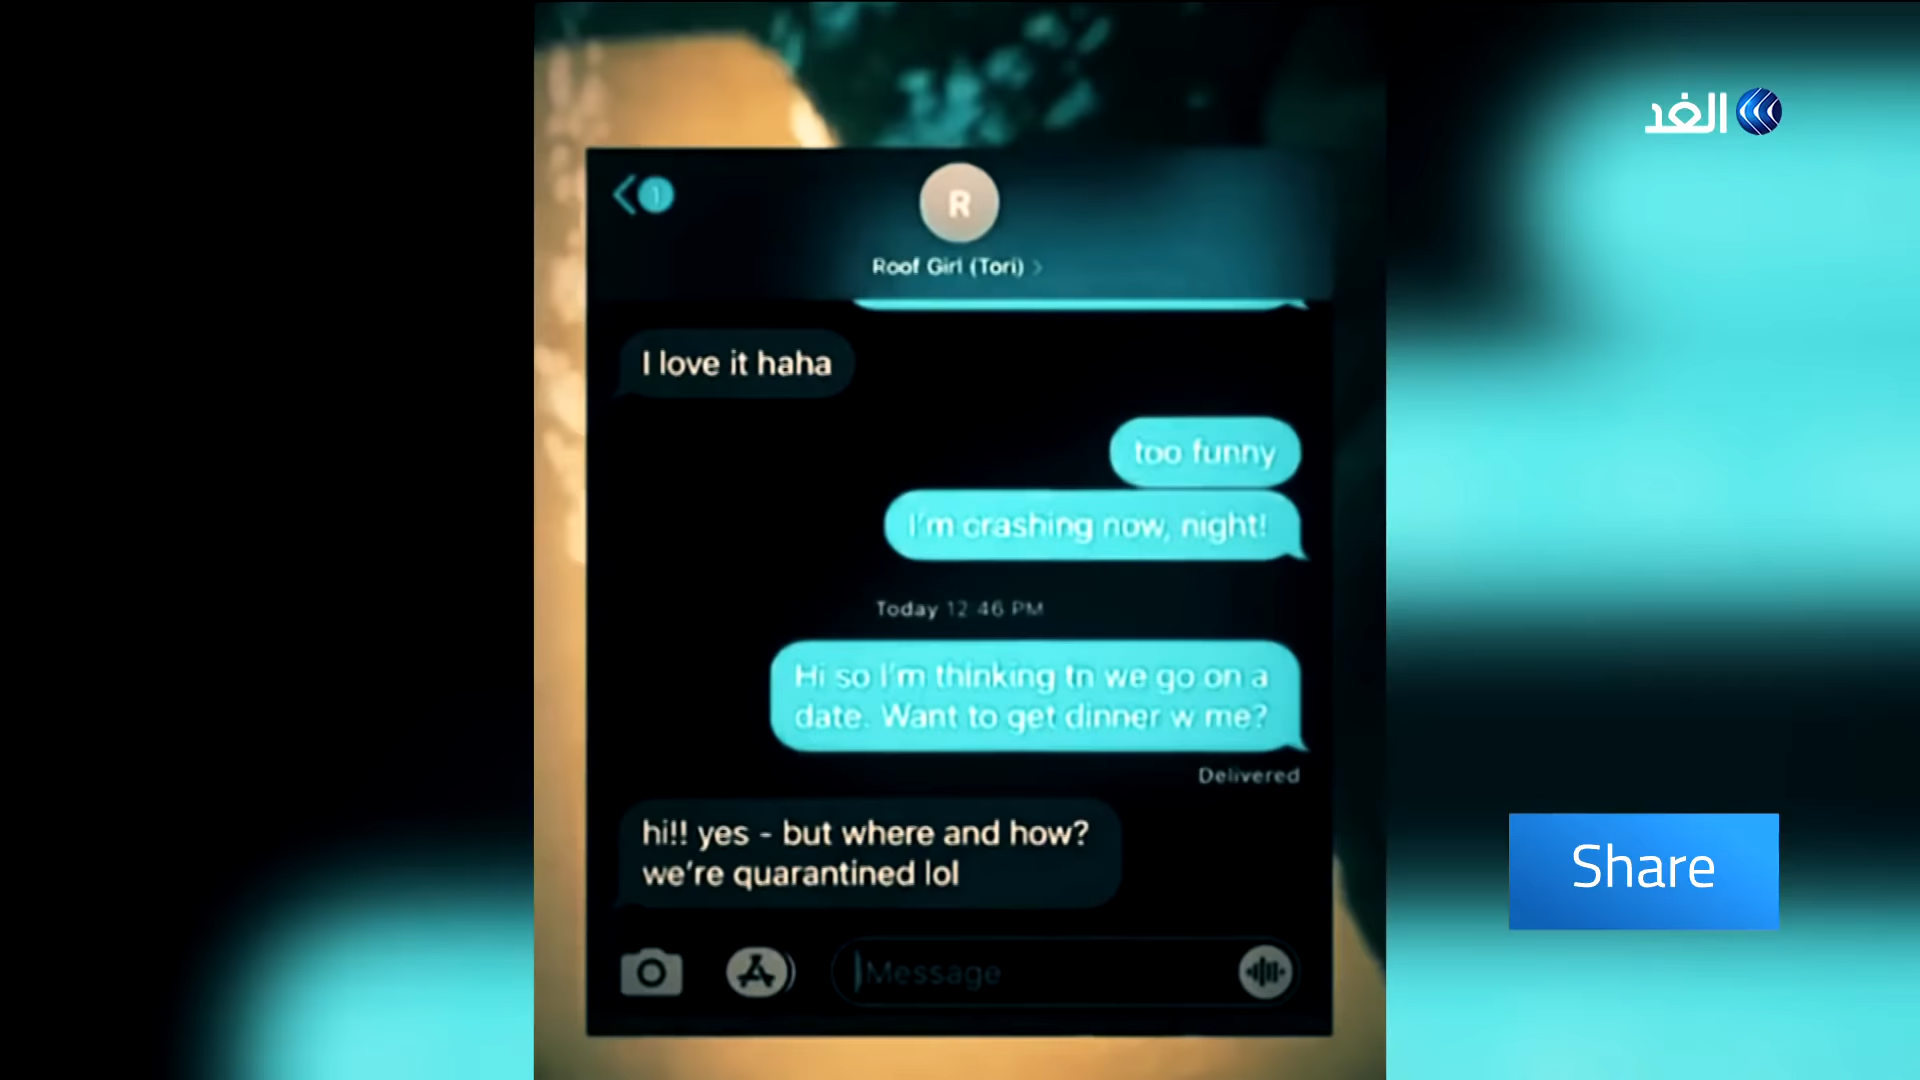 الغد
1
R
Roof Girl (Tori)
I love it haha
too funny
I'm crashing now, night!
Today 12:46 PM
Hi so I'm thinking tn we go on a
date. Want to get dinner w me?
Delivered
hi!! yes - but where and how?
we're quarantined lol
Message
Share